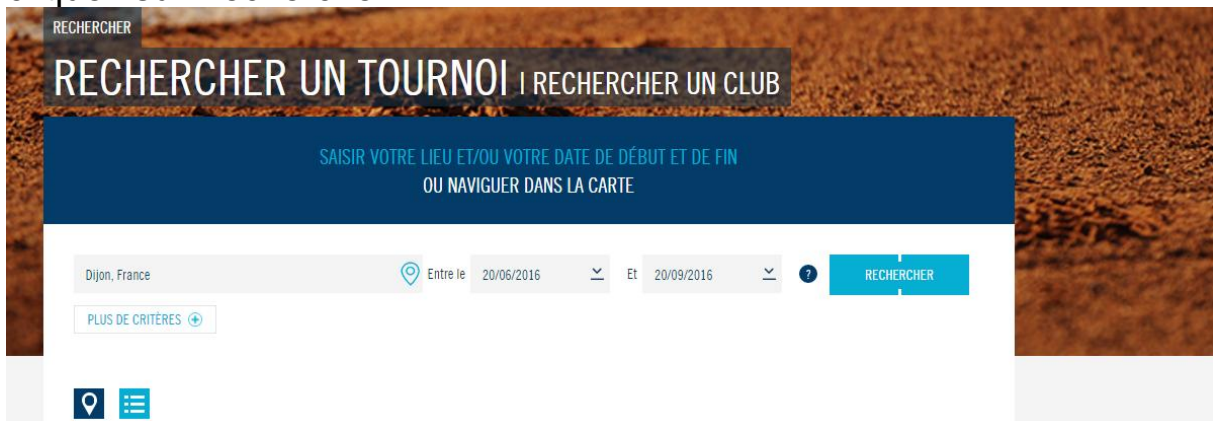 RECHERCHER
RECHERCHER UN TOURNOI | RECHERCHER UN CLUB
SAISIR VOTRE LIEU ET/OU VOTRE DATE DE DÉBUT ET DE FIN
OU NAVIGUER DANS LA CARTE
Dijon, France Entre le 20/06/2016 Et 20/09/2016 ? RECHERCHER
PLUS DE CRITÈRES